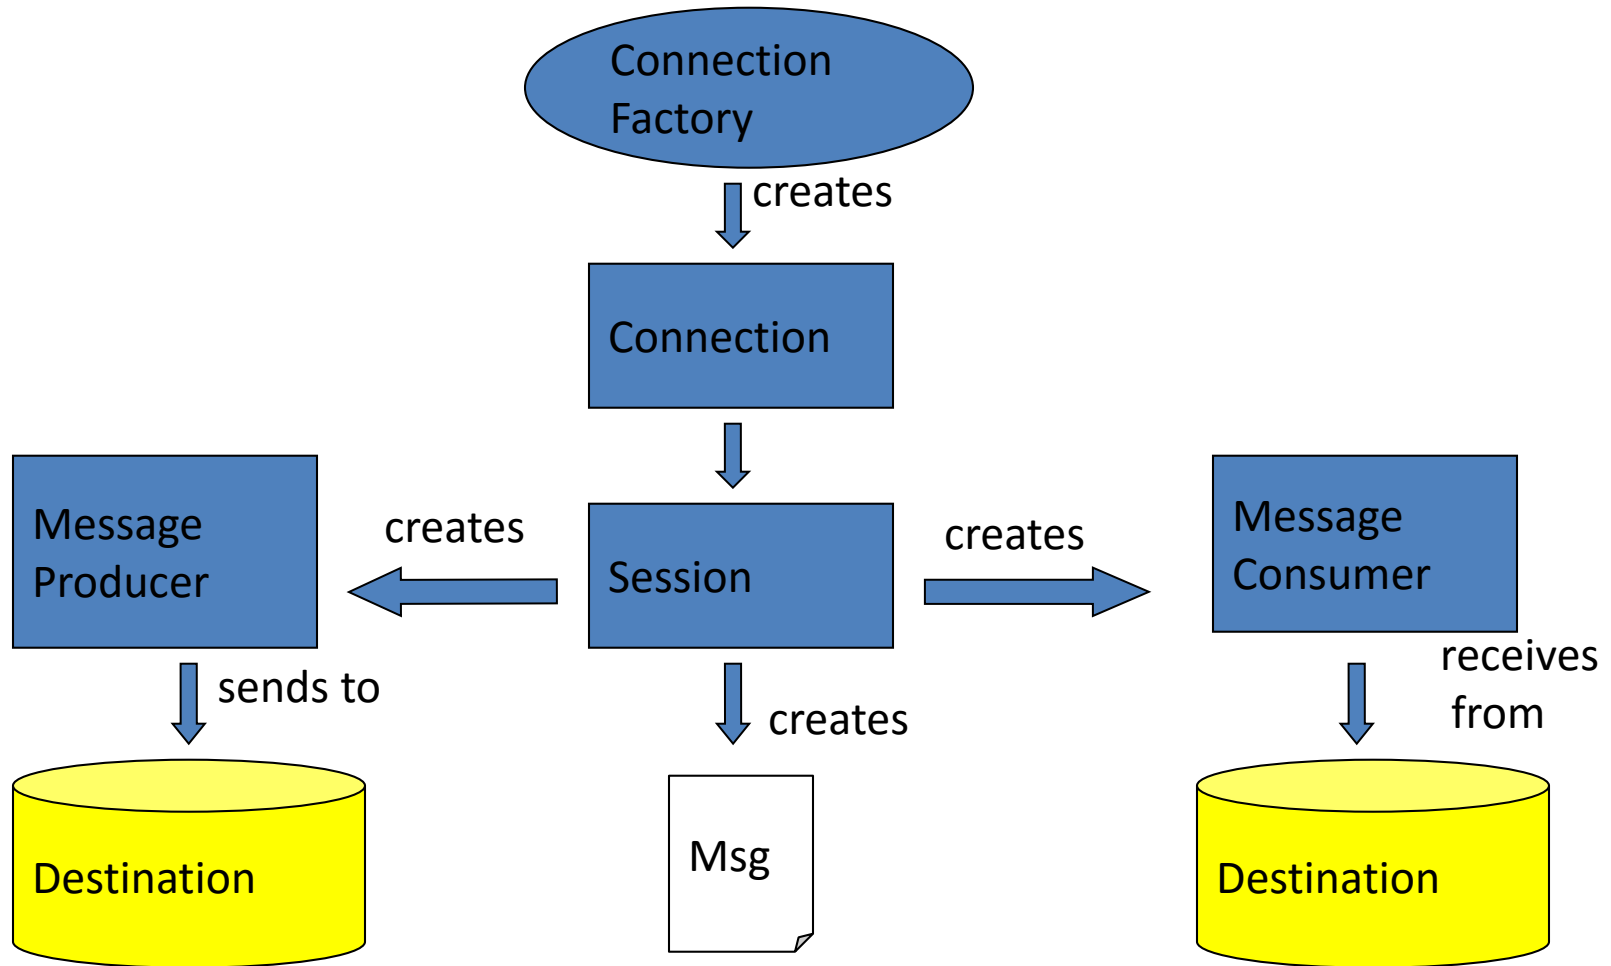 Connection
Factory
creates
Connection
Message
Producer
creates
Session
creates
Message
Consumer
sends to
creates
receives
from
Destination
Msg
Destination